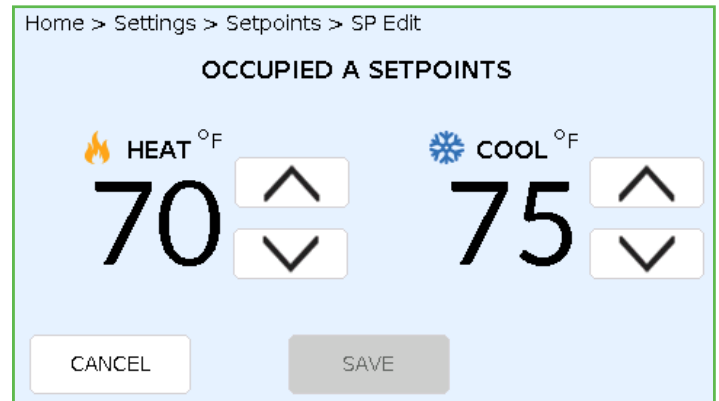 Home > Settings > Setpoints > SP Edit
OCCUPIED A SETPOINTS
HEAT °F
COOL °F
70
75
CANCEL
SAVE